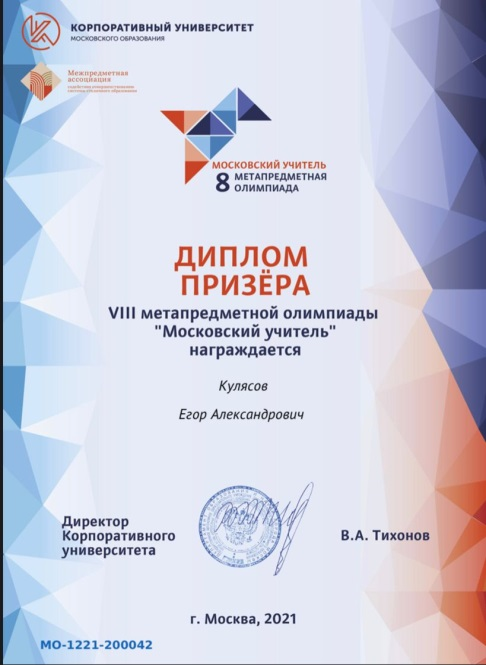 КОРПОРАТИВНЫЙ УНИВЕРСИТЕТ
МОСКОВСКОГО ОБРАЗОВАНИЯ
Межпредметная
ассоциация
МОСКОВСКИЙ УЧИТЕЛЬ
8 МЕТАПРЕДМЕТНАЯ
ОЛИМПИАДА
ДИПЛОМ
ПРИЗЁРА
VIII метапредметной олимпиады
"Московский учитель"
награждается
Кулясов
Егор Александрович
Директор
Корпоративного
университета
В.А. Тихонов
г. Москва, 2021
МО-1221-200042